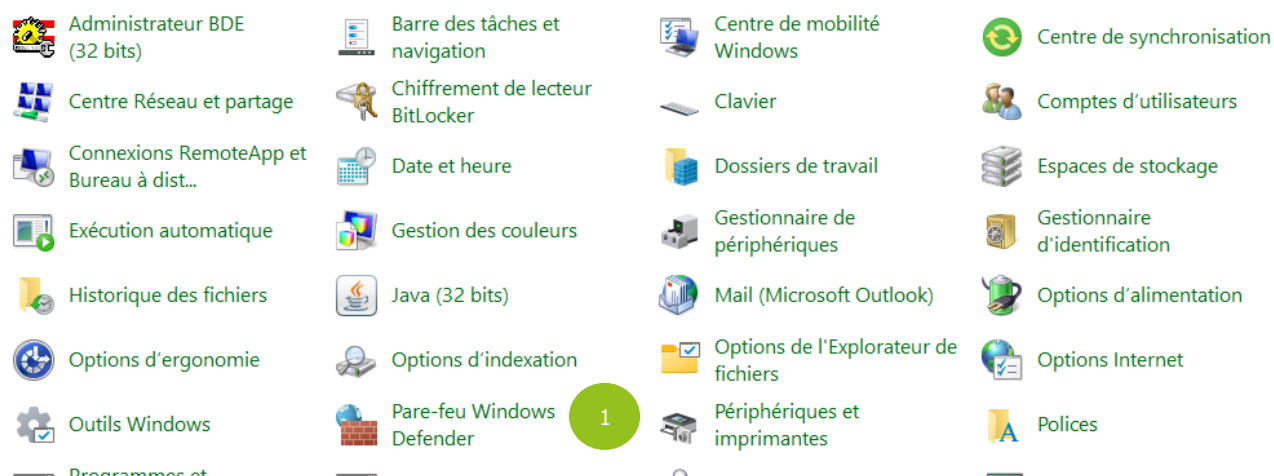 Administrateur BDE
(32 bits)
Barre des tâches et
navigation
Centre de mobilité
Windows
Centre de synchronisation
Centre Réseau et partage
Chiffrement de lecteur
BitLocker
Clavier
Comptes d’utilisateurs
Connexions RemoteApp et
Bureau à dist...
Date et heure
Dossiers de travail
Espaces de stockage
Exécution automatique
Gestion des couleurs
Gestionnaire de
périphériques
Gestionnaire
d'identification
Historique des fichiers
Java (32 bits)
Mail (Microsoft Outlook)
Options d’alimentation
Options d’ergonomie
Options d’indexation
Options de l'Explorateur de
fichiers
Options Internet
Outils Windows
Pare-feu Windows
Defender
1
Périphériques et
imprimantes
Polices
Programmes et